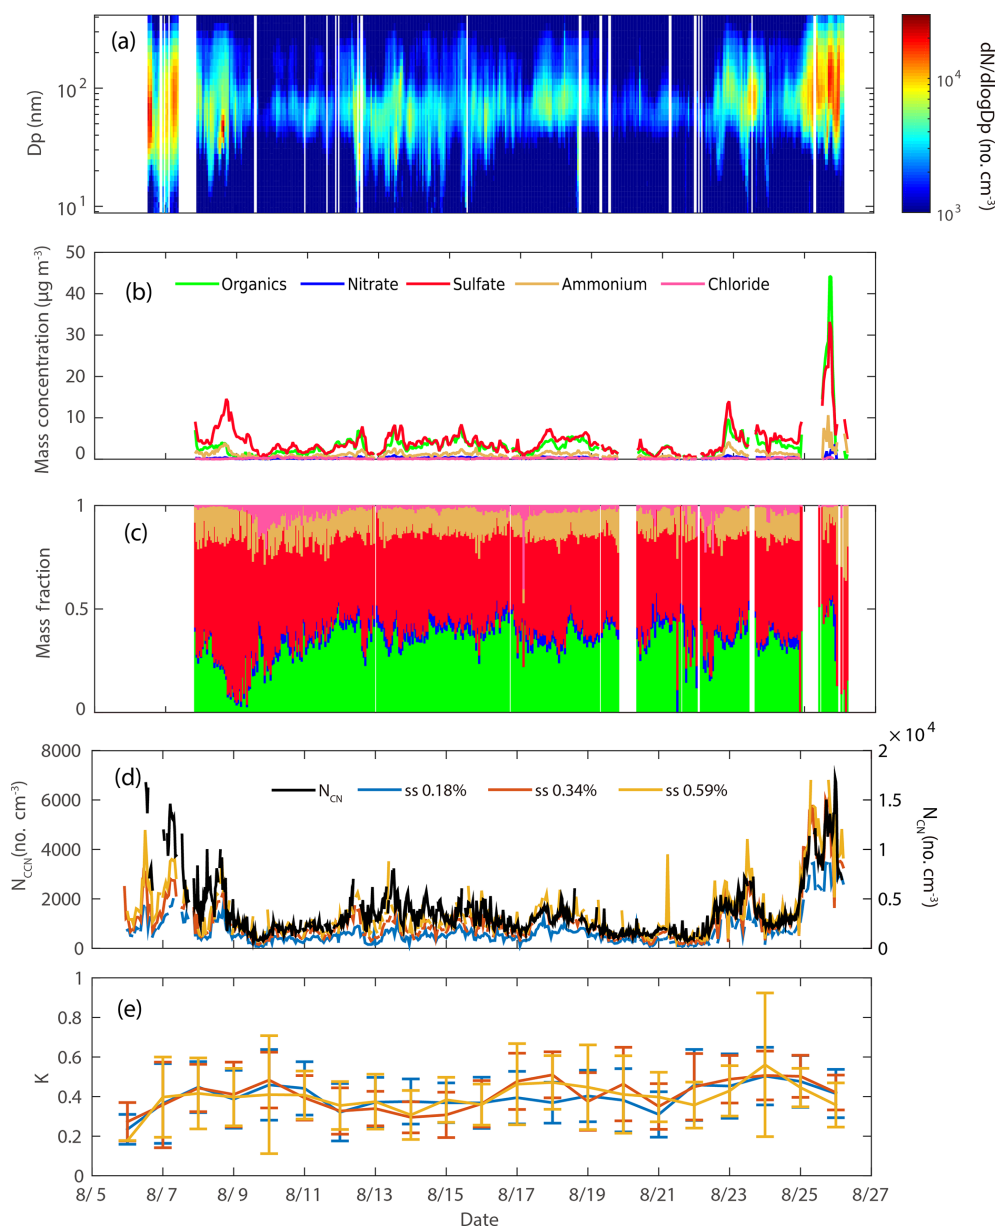 (a)
Dp (nm)
10²
10¹
10⁴
10³
dN/dlogDp (no. cm⁻³)
(b)
Mass concentration (µg m⁻³)
50
40
30
20
10
0
Organics Nitrate Sulfate Ammonium Chloride
(c)
Mass fraction
1
0.5
0
(d)
N_CCN (no. cm⁻³)
8000
6000
4000
2000
0
N_CN ss 0.18% ss 0.34% ss 0.59%
× 10⁴
2
1.5
1
0.5
0
N_CN (no. cm⁻³)
(e)
K
1
0.8
0.6
0.4
0.2
0
8/ 5 8/ 7 8/ 9 8/11 8/13 8/15 8/17 8/19 8/21 8/23 8/25 8/27
Date